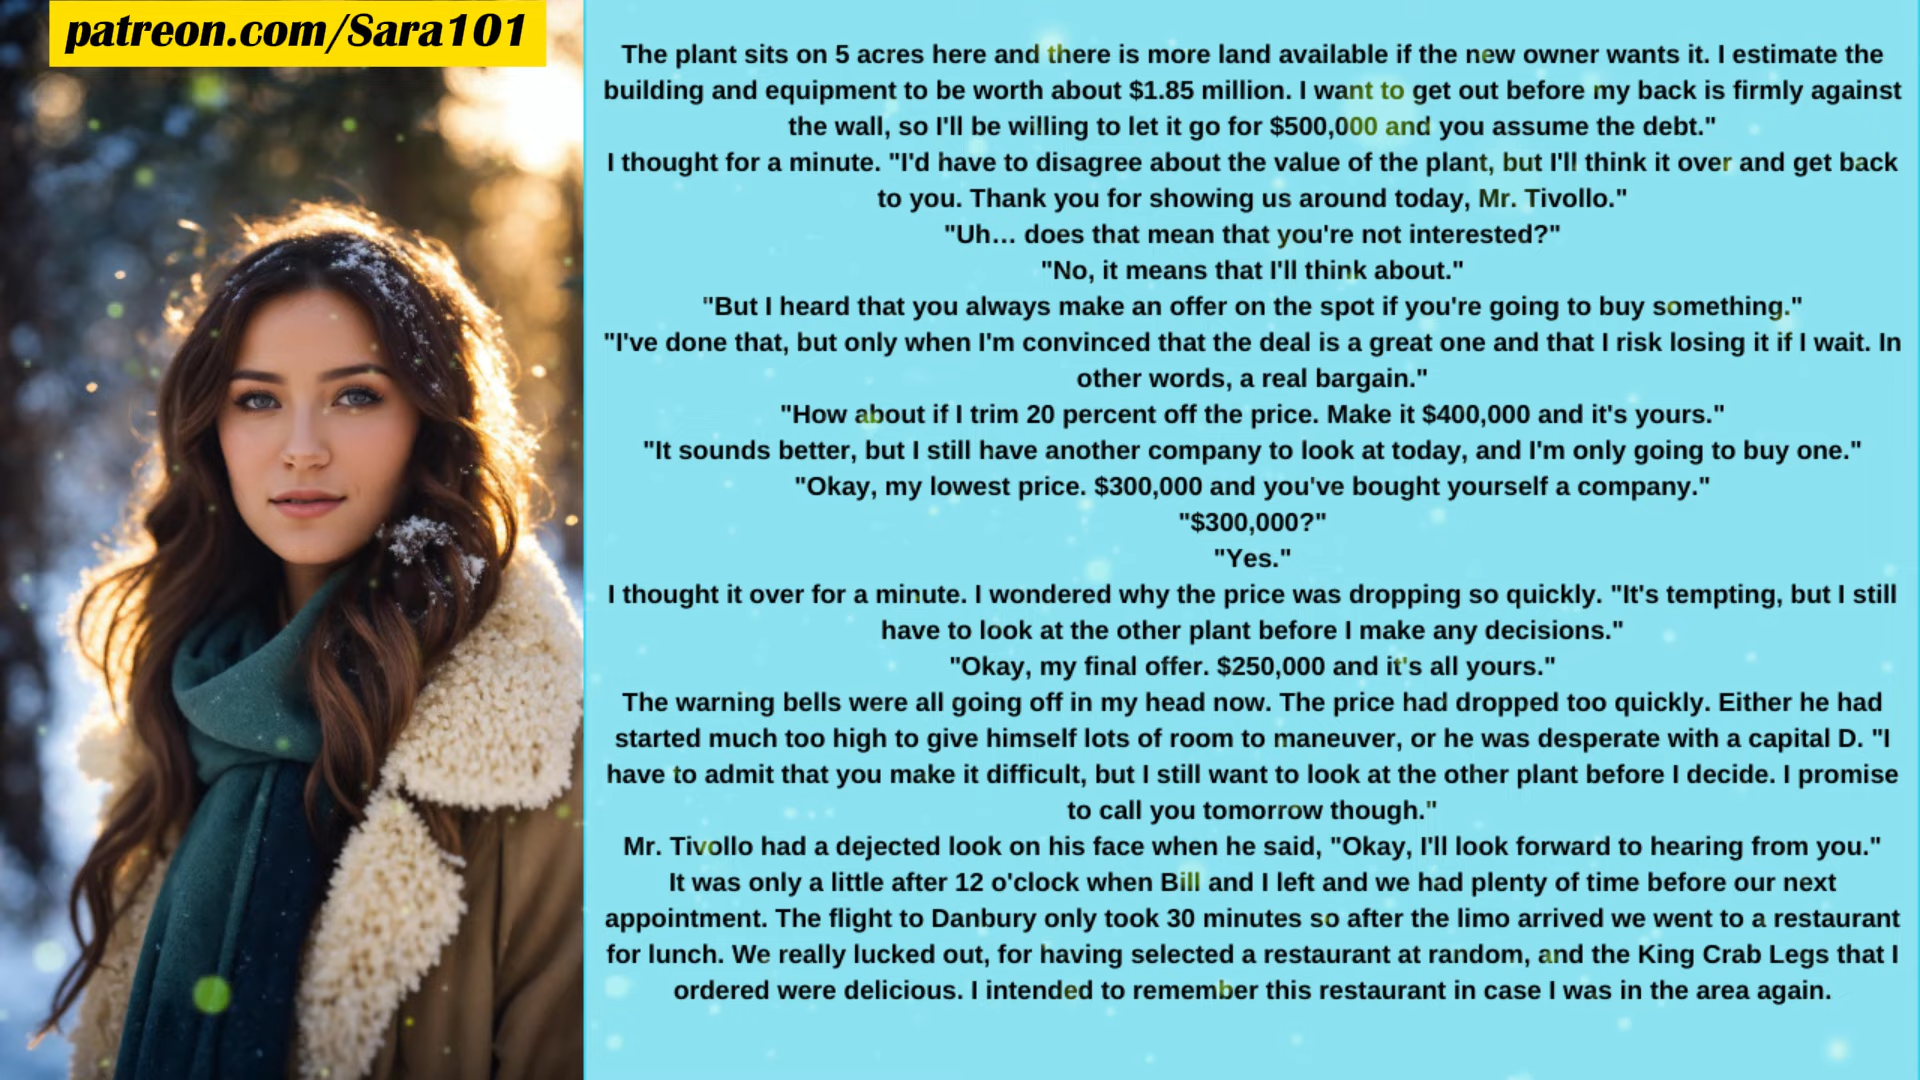 patreon.com/Sara101
The plant sits on 5 acres here and there is more land available if the new owner wants it. I estimate the
building and equipment to be worth about $1.85 million. I want to get out before my back is firmly against
the wall, so I'll be willing to let it go for $500,000 and you assume the debt."
I thought for a minute. "I'd have to disagree about the value of the plant, but I'll think it over and get back
to you. Thank you for showing us around today, Mr. Tivollo."
"Uh... does that mean that you're not interested?"
"No, it means that I'll think about."
"But I heard that you always make an offer on the spot if you're going to buy something."
"I've done that, but only when I'm convinced that the deal is a great one and that I risk losing it if I wait. In
other words, a real bargain."
"How about if I trim 20 percent off the price. Make it $400,000 and it's yours."
"It sounds better, but I still have another company to look at today, and I'm only going to buy one."
"Okay, my lowest price. $300,000 and you've bought yourself a company."
"$300,000?"
"Yes."
I thought it over for a minute. I wondered why the price was dropping so quickly. "It's tempting, but I still
have to look at the other plant before I make any decisions."
"Okay, my final offer. $250,000 and it's all yours."
The warning bells were all going off in my head now. The price had dropped too quickly. Either he had
started much too high to give himself lots of room to maneuver, or he was desperate with a capital D. "I
have to admit that you make it difficult, but I still want to look at the other plant before I decide. I promise
to call you tomorrow though."
Mr. Tivollo had a dejected look on his face when he said, "Okay, I'll look forward to hearing from you."
It was only a little after 12 o'clock when Bill and I left and we had plenty of time before our next
appointment. The flight to Danbury only took 30 minutes so after the limo arrived we went to a restaurant
for lunch. We really lucked out, for having selected a restaurant at random, and the King Crab Legs that I
ordered were delicious. I intended to remember this restaurant in case I was in the area again.